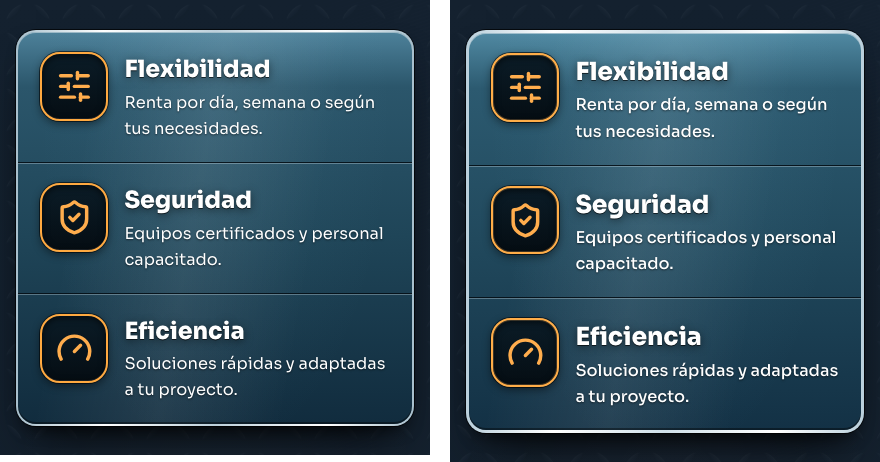 Flexibilidad
Renta por día, semana o según
tus necesidades.
Seguridad
Equipos certificados y personal
capacitado.
Eficiencia
Soluciones rápidas y adaptadas
a tu proyecto.
Flexibilidad
Renta por día, semana o según
tus necesidades.
Seguridad
Equipos certificados y personal
capacitado.
Eficiencia
Soluciones rápidas y adaptadas
a tu proyecto.